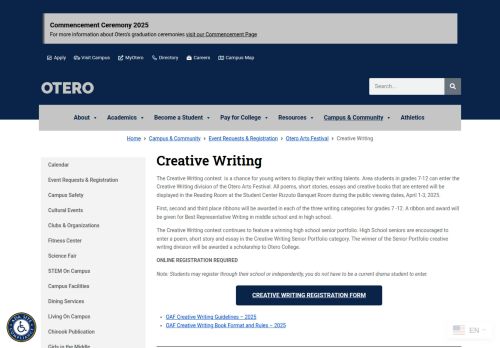 Commencement Ceremony 2025
For more information about Otero's graduation ceremonies visit our Commencement Page
Apply Visit Campus MyOtero Directory Careers Campus Map
OTERO
Search...
About Academics Become a Student Pay for College Resources Campus & Community Athletics
Home > Campus & Community > Event Requests & Registration > Otero Arts Festival > Creative Writing
Calendar
Event Requests & Registration
Campus Safety
Cultural Events
Clubs & Organizations
Fitness Center
Science Fair
STEM On Campus
Campus Facilities
Dining Services
Living On Campus
Chinook Publication
Girls in the Middle
Creative Writing
The Creative Writing contest is a chance for young writers to display their writing talents. Area students in grades 7-12 can enter the
Creative Writing division of the Otero Arts Festival. All poems, short stories, essays and creative books that are entered will be
displayed in the Reading Room at the Student Center Ruzuto Banquet Room during the public viewing dates, April 1-3, 2025.
First, second and third place ribbons will be awarded in each of the three writing categories for grades 7 -12. A ribbon and award will
be given for Best Representative Writing in middle school and in high school.
The Creative Writing contest continues to feature a winning high school senior portfolio. High School seniors are encouraged to
enter a poem, short story and essay in the Creative Writing Senior Portfolio category. The winner of the Senior Portfolio creative
writing division will be awarded a scholarship to Otero College.
ONLINE REGISTRATION REQUIRED
Note: Students may register through their school or independently, you do not have to be a current drama student to enter.
CREATIVE WRITING REGISTRATION FORM
OAF Creative Writing Guidelines – 2025
OAF Creative Writing Book Format and Rules – 2025
EN